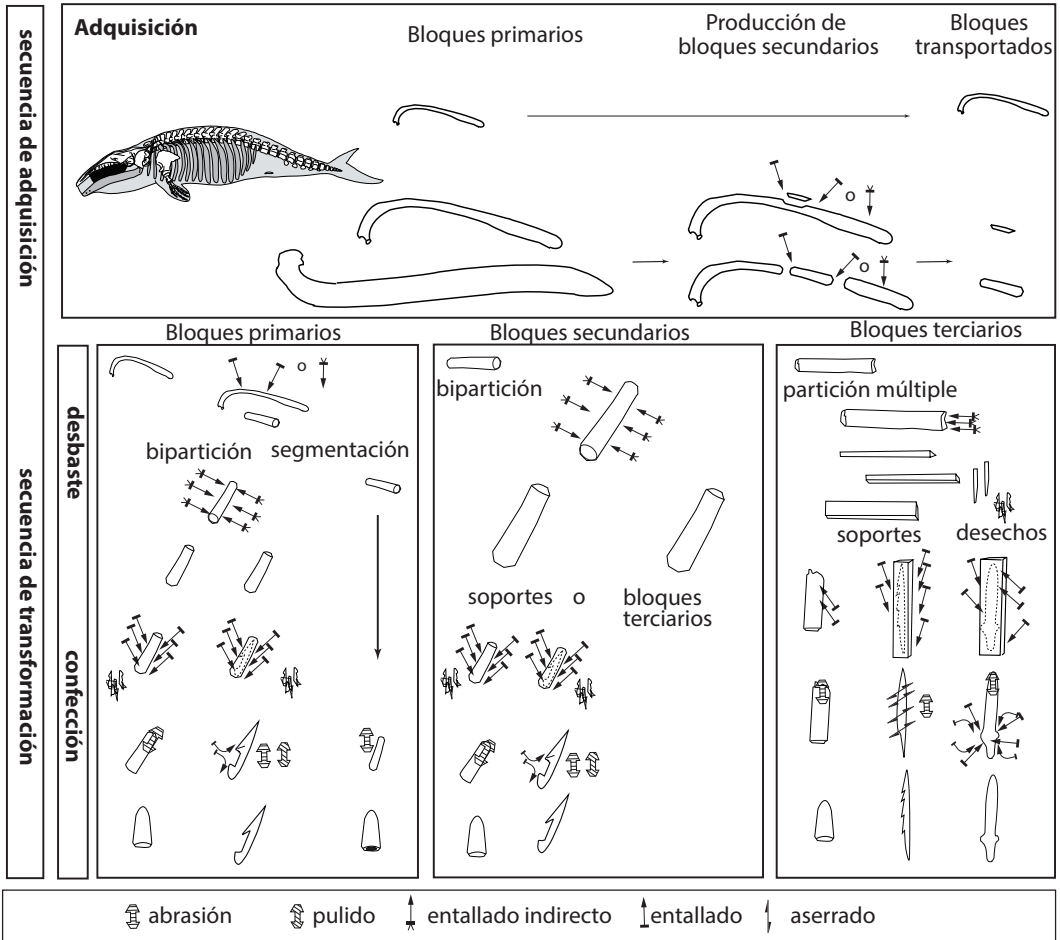 secuencia de adquisición
Adquisición
Bloques primarios
Producción de
bloques secundarios
Bloques
transportados
o
o
secuencia de transformación
desbaste
confección
Bloques primarios
o
bipartición
segmentación
Bloques secundarios
bipartición
soportes o bloques
terciarios
Bloques terciarios
partición múltiple
soportes
desechos
abrasión
pulido
entallado indirecto
entallado
aserrado